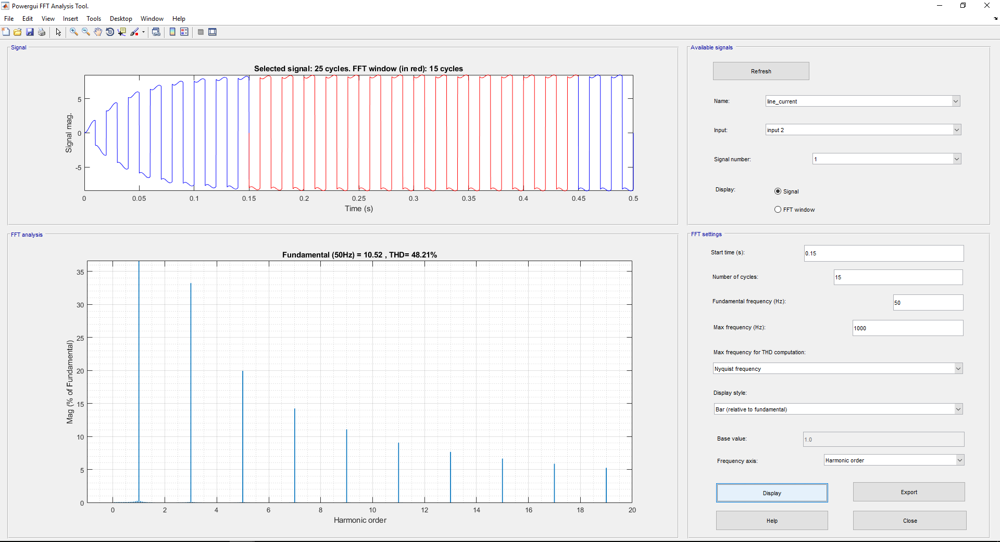 Powergui FFT Analysis Tool.
File Edit View Insert Tools Desktop Window Help
Signal
Selected signal: 25 cycles. FFT window (in red): 15 cycles
Signal mag.
5
0
-5
0 0.05 0.1 0.15 0.2 0.25 0.3 0.35 0.4 0.45 0.5
Time (s)
FFT analysis
Fundamental (50Hz) = 10.52 , THD= 48.21%
Mag (% of Fundamental)
35
30
25
20
15
10
5
0
0 2 4 6 8 10 12 14 16 18 20
Harmonic order
Available signals
Refresh
Name: line_current
Input: input 2
Signal number: 1
Display: Signal
FFT window
FFT settings
Start time (s): 0.15
Number of cycles: 15
Fundamental frequency (Hz): 50
Max frequency (Hz): 1000
Max frequency for THD computation:
Nyquist frequency
Display style:
Bar (relative to fundamental)
Base value: 1.0
Frequency axis: Harmonic order
Display Export
Help Close